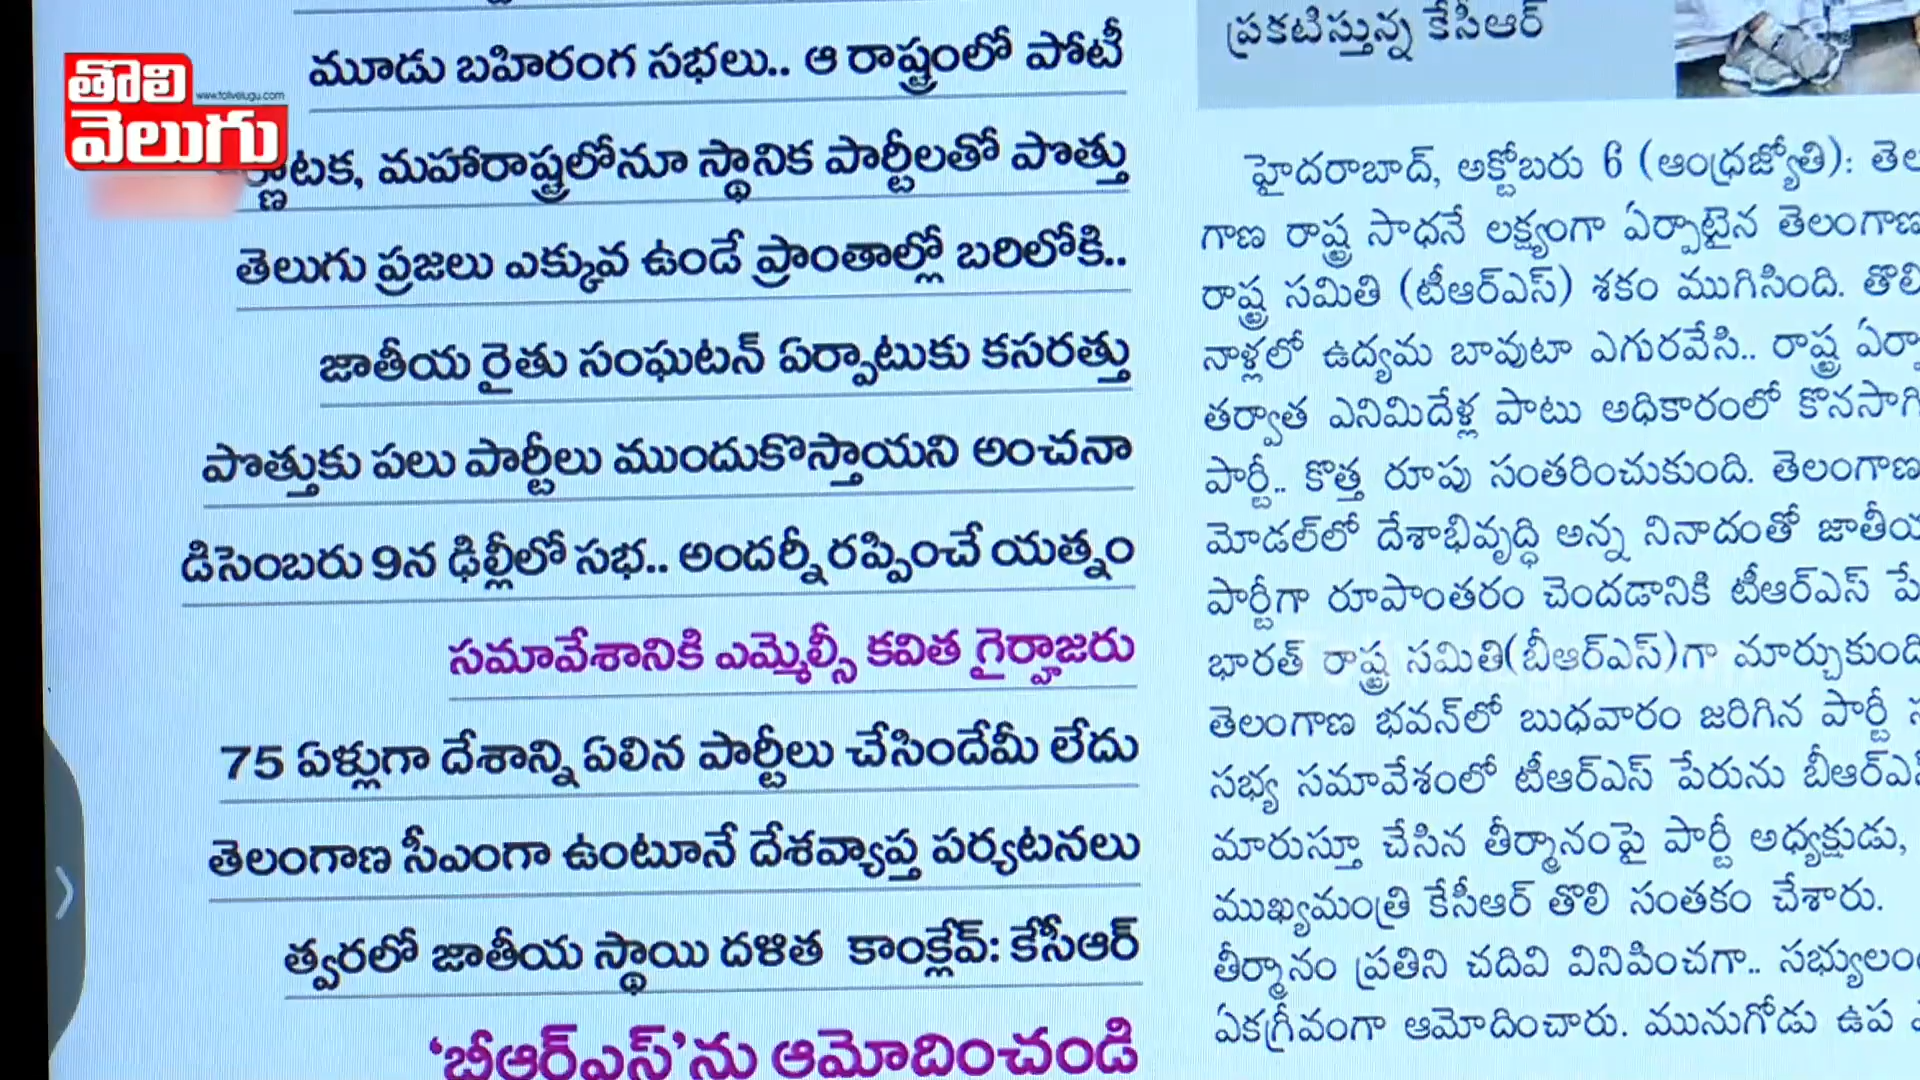 తొలి
www.tolivelugu.com
వెలుగు
మూడు బహిరంగ సభలు.. ఆ రాష్ట్రంలో పోటీ
మహారాష్ట్రలోనూ స్థానిక పార్టీలతో పొత్తు
తెలుగు ప్రజలు ఎక్కువ ఉండే ప్రాంతాల్లో బరిలోకి..
జాతీయ రైతు సంఘటన్ ఏర్పాటుకు కసరత్తు
పొత్తుకు పలు పార్టీలు ముందుకొస్తాయని అంచనా
డిసెంబరు 9న ఢిల్లీలో సభ.. అందర్నీ రప్పించే యత్నం
సమావేశానికి ఎమ్మెల్సీ కవిత గైర్హాజరు
75 ఏళ్లుగా దేశాన్ని ఏలిన పార్టీలు చేసిందేమీ లేదు
తెలంగాణ సీఎంగా ఉంటూనే దేశవ్యాప్త పర్యటనలు
త్వరలో జాతీయ స్థాయి దళిత కాంక్లేవ్: కేసీఆర్
‘బీఆర్ఎస్’ను ఆమోదించండి
ప్రకటిస్తున్న కేసీఆర్
హైదరాబాద్, అక్టోబరు 6 (ఆంధ్రజ్యోతి): తెల
గాణ రాష్ట్ర సాధనే లక్ష్యంగా ఏర్పాటైన తెలంగాణ
రాష్ట్ర సమితి (టీఆర్ఎస్) శకం ముగిసింది. తొలి
నాళ్లలో ఉద్యమ బావుటా ఎగురవేసి.. రాష్ట్ర
తర్వాత ఎనిమిదేళ్ల పాటు అధికారంలో కొనసాగి
పార్టీ.. కొత్త రూపు సంతరించుకుంది. తెలంగాణ
మోడల్‌లో దేశాభివృద్ధి అన్న నినాదంతో జాతీయ
పార్టీగా రూపాంతరం చెందడానికి టీఆర్ఎస్ పే
భారత్ రాష్ట్ర సమితి(బీఆర్ఎస్)గా మార్చుకుంది
తెలంగాణ భవన్‌లో బుధవారం జరిగిన పార్టీ
సభ్య సమావేశంలో టీఆర్ఎస్ పేరును బీఆర్ఎస్
మారుస్తూ చేసిన తీర్మానంపై పార్టీ అధ్యక్షుడు,
ముఖ్యమంత్రి కేసీఆర్ తొలి సంతకం చేశారు.
తీర్మానం ప్రతిని చదివి వినిపించగా.. సభ్యులం
ఏకగ్రీవంగా ఆమోదించారు. మునుగోడు ఉప